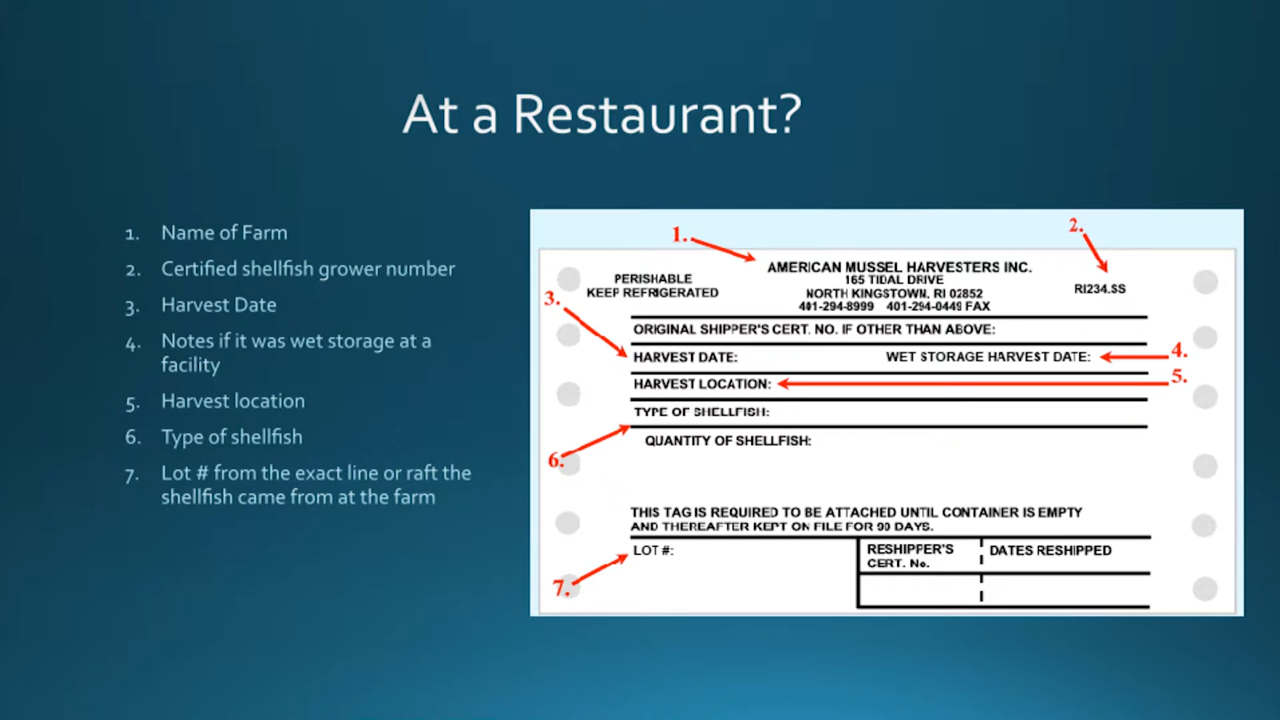 At a Restaurant?
1. Name of Farm
2. Certified shellfish grower number
3. Harvest Date
4. Notes if it was wet storage at a
facility
5. Harvest location
6. Type of shellfish
7. Lot # from the exact line or raft the
shellfish came from at the farm
1.
2.
PERISHABLE
KEEP REFRIGERATED
AMERICAN MUSSEL HARVESTERS INC.
165 TIDAL DRIVE
NORTH KINGSTOWN, RI 02852
401-294-8999 401-294-0449 FAX
RI234.SS
3.
ORIGINAL SHIPPER'S CERT. NO. IF OTHER THAN ABOVE:
HARVEST DATE:
WET STORAGE HARVEST DATE:
4.
HARVEST LOCATION:
5.
TYPE OF SHELLFISH:
6.
QUANTITY OF SHELLFISH:
THIS TAG IS REQUIRED TO BE ATTACHED UNTIL CONTAINER IS EMPTY
AND THEREAFTER KEPT ON FILE FOR 90 DAYS.
7.
LOT #:
RESHIPPER'S
CERT. No.
DATES RESHIPPED